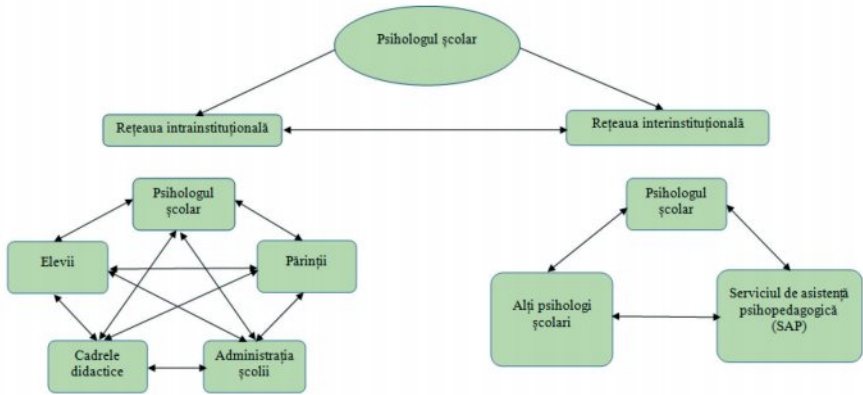 Psihologul școlar
Rețeaua intrainstituțională
Rețeaua interinstituțională
Psihologul
școlar
Elevii
Părinții
Cadrele
didactice
Administrația
școlii
Psihologul
școlar
Alți psihologi
școlari
Serviciul de asistență
psihopedagogică
(SAP)